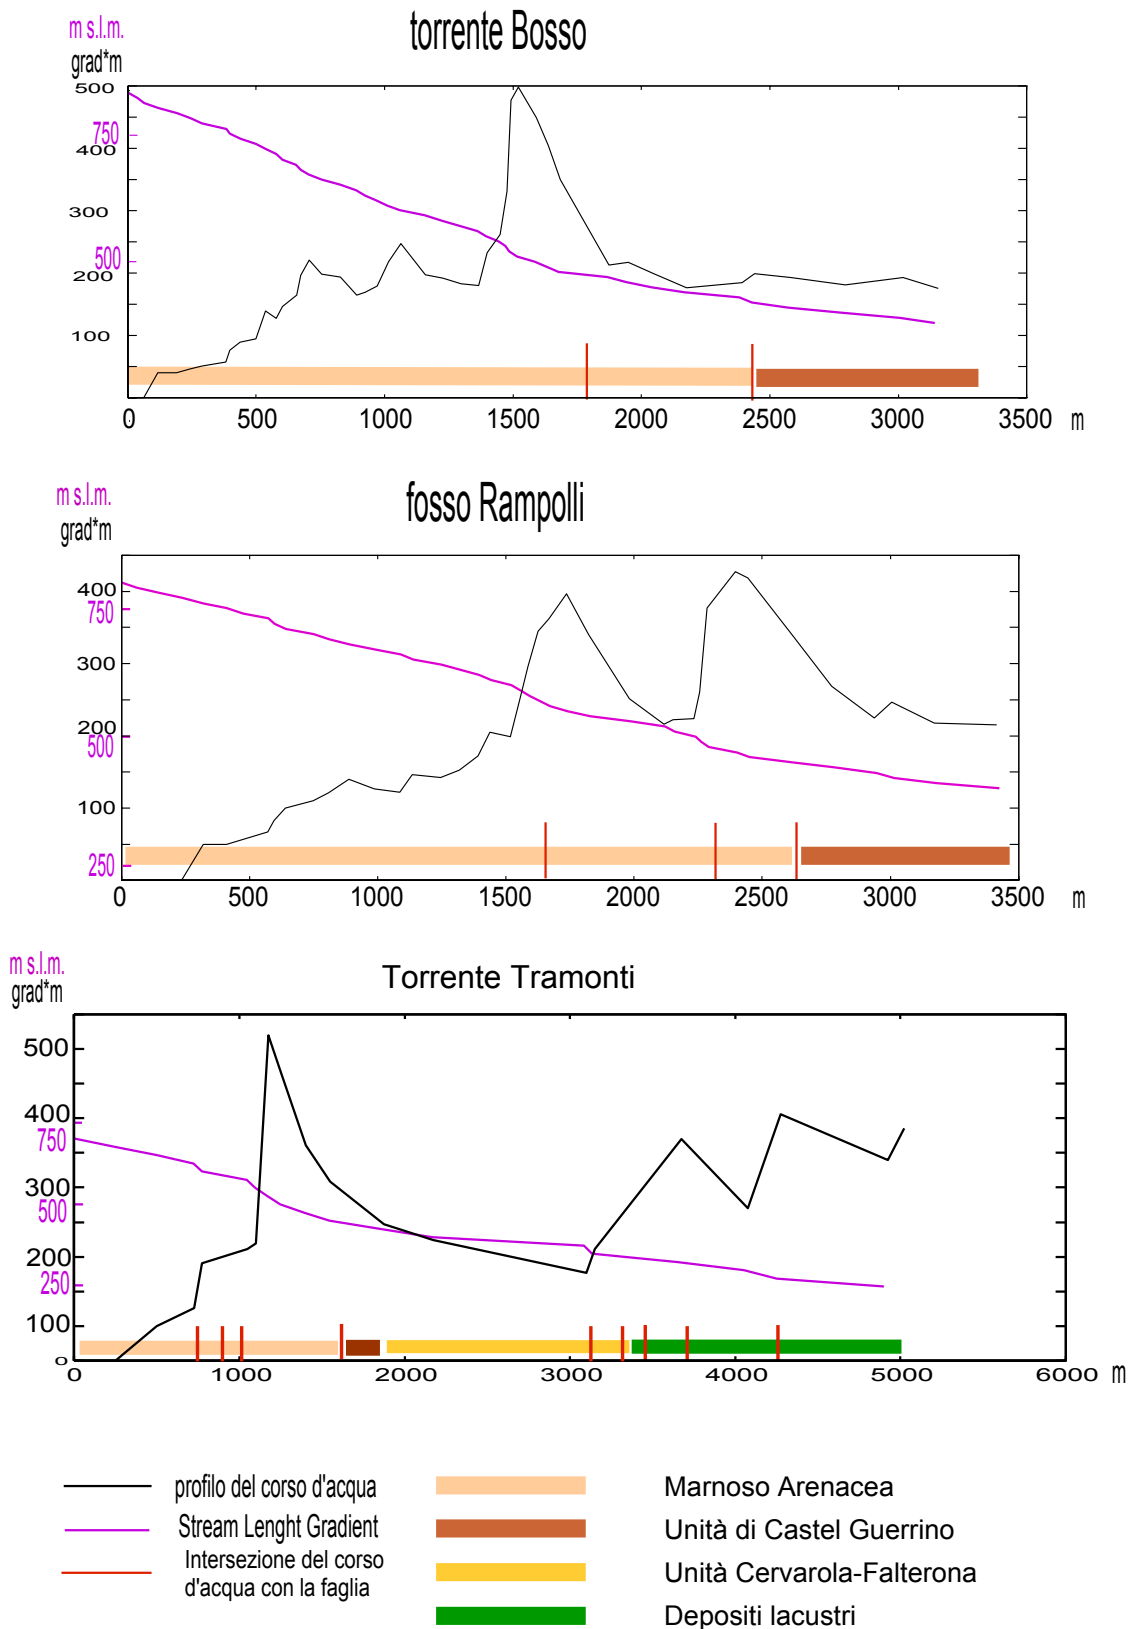 torrente Bosso
m s.l.m.
grad*m
500
750
400
300
500
200
100
0 500 1000 1500 2000 2500 3000 3500 m
fosso Rampolli
m s.l.m.
grad*m
400
750
300
200
500
100
250
0 500 1000 1500 2000 2500 3000 3500 m
Torrente Tramonti
m s.l.m.
grad*m
500
400
750
300
500
200
250
100
0
0 1000 2000 3000 4000 5000 6000 m
profilo del corso d'acqua
Stream Lenght Gradient
Intersezione del corso
d'acqua con la faglia
Marnoso Arenacea
Unità di Castel Guerrino
Unità Cervarola-Falterona
Depositi lacustri